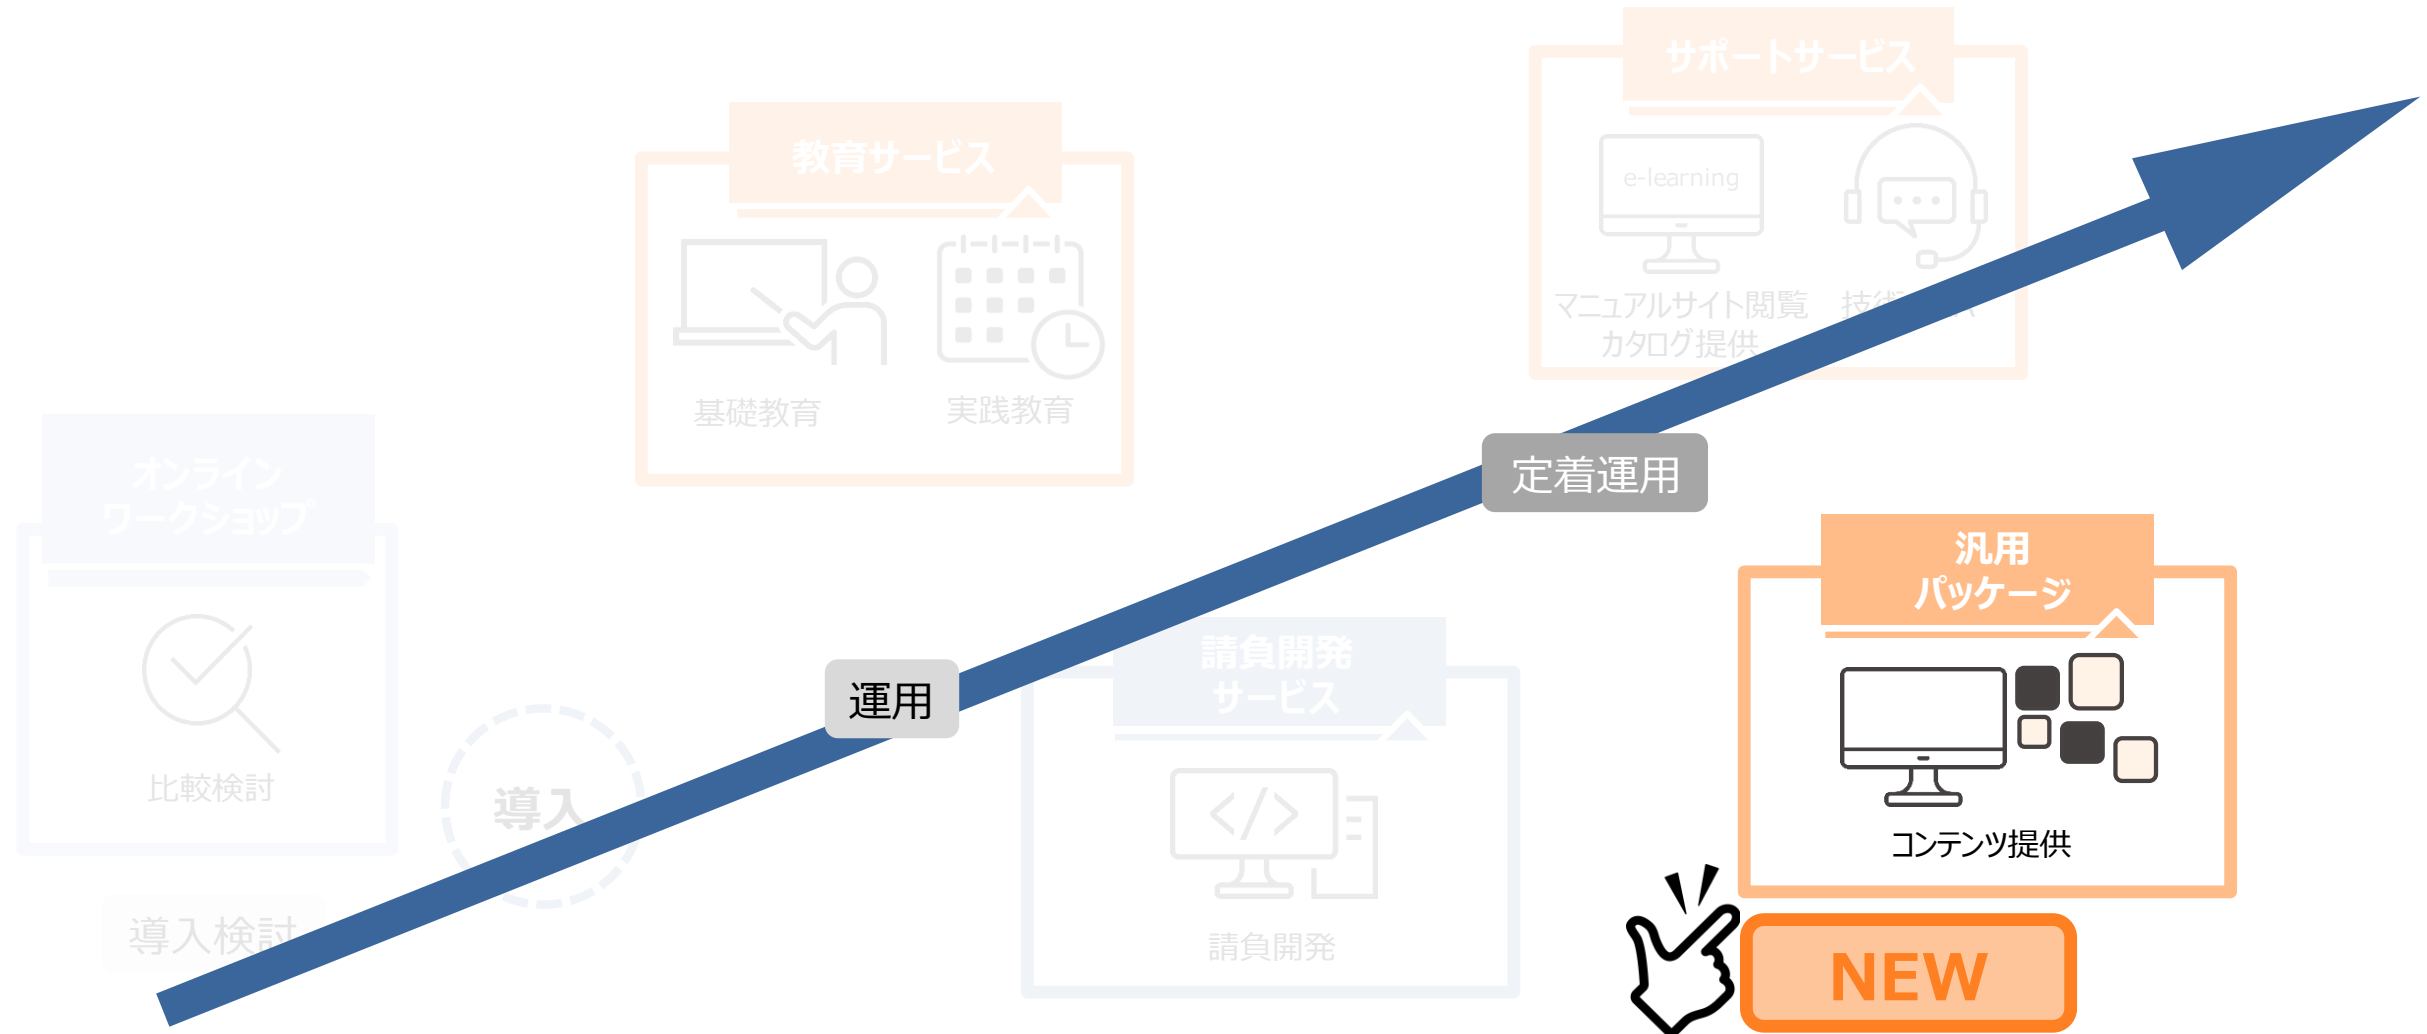 サポートサービス
e-learning
マニュアルサイト閲覧
カタログ提供
教育サービス
基礎教育
実践教育
オンライン
ワークショップ
比較検討
導入検討
導入
運用
定着運用
請負開発
サービス
請負開発
汎用
パッケージ
コンテンツ提供
NEW